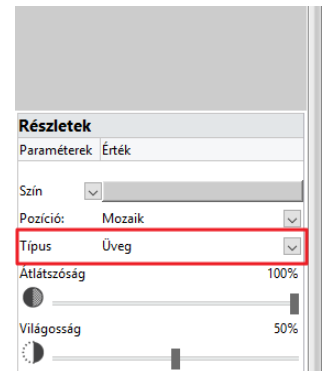 Részletek
Paraméterek Érték
Szín
Pozíció: Mozaik
Típus Üveg
Átlátszóság 100%
Világosság 50%